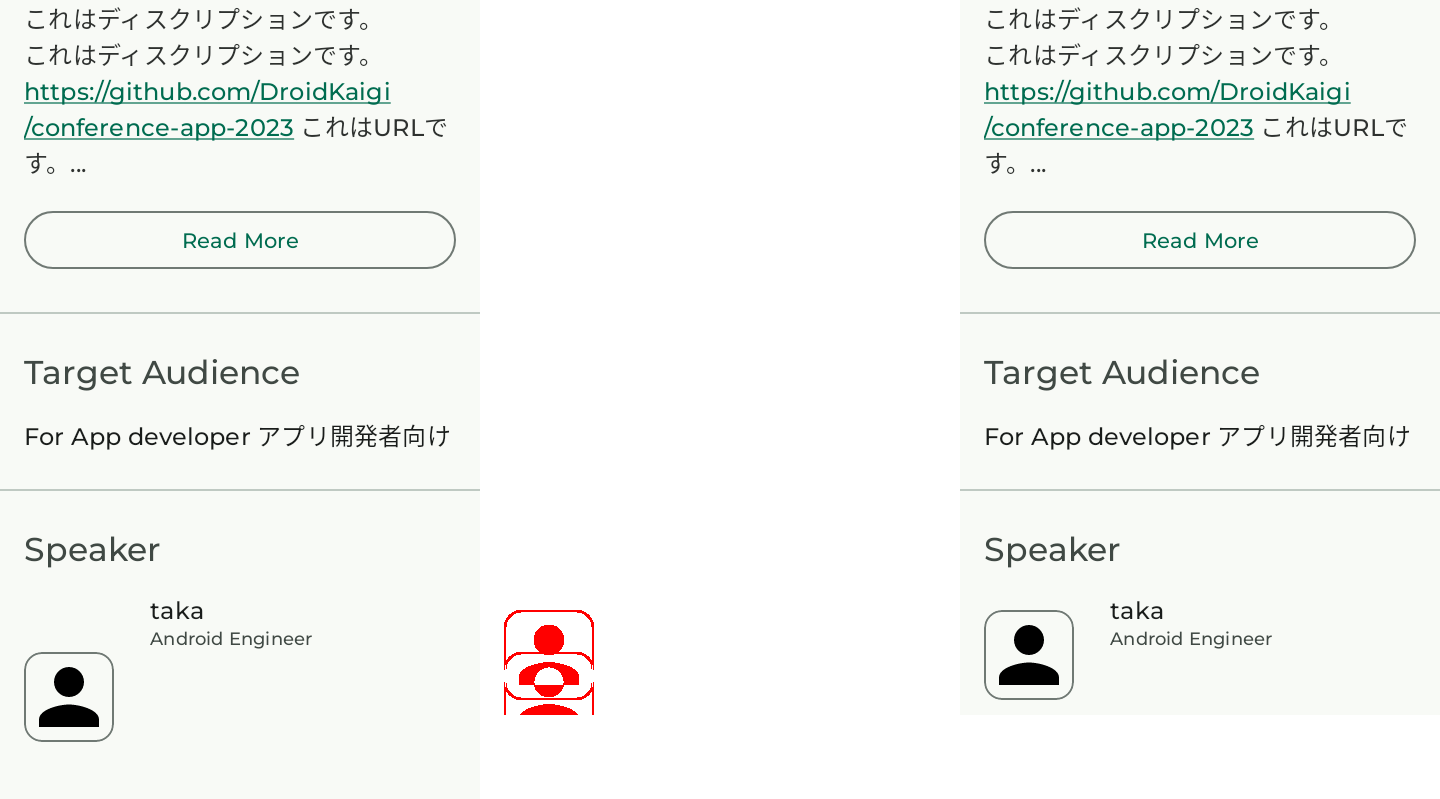 これはディスクリプションです。
これはディスクリプションです。
https://github.com/DroidKaigi
/conference-app-2023 これはURLで
す。...
Read More
Target Audience
For App developer アプリ開発者向け
Speaker
taka
Android Engineer
これはディスクリプションです。
これはディスクリプションです。
https://github.com/DroidKaigi
/conference-app-2023 これはURLで
す。...
Read More
Target Audience
For App developer アプリ開発者向け
Speaker
taka
Android Engineer